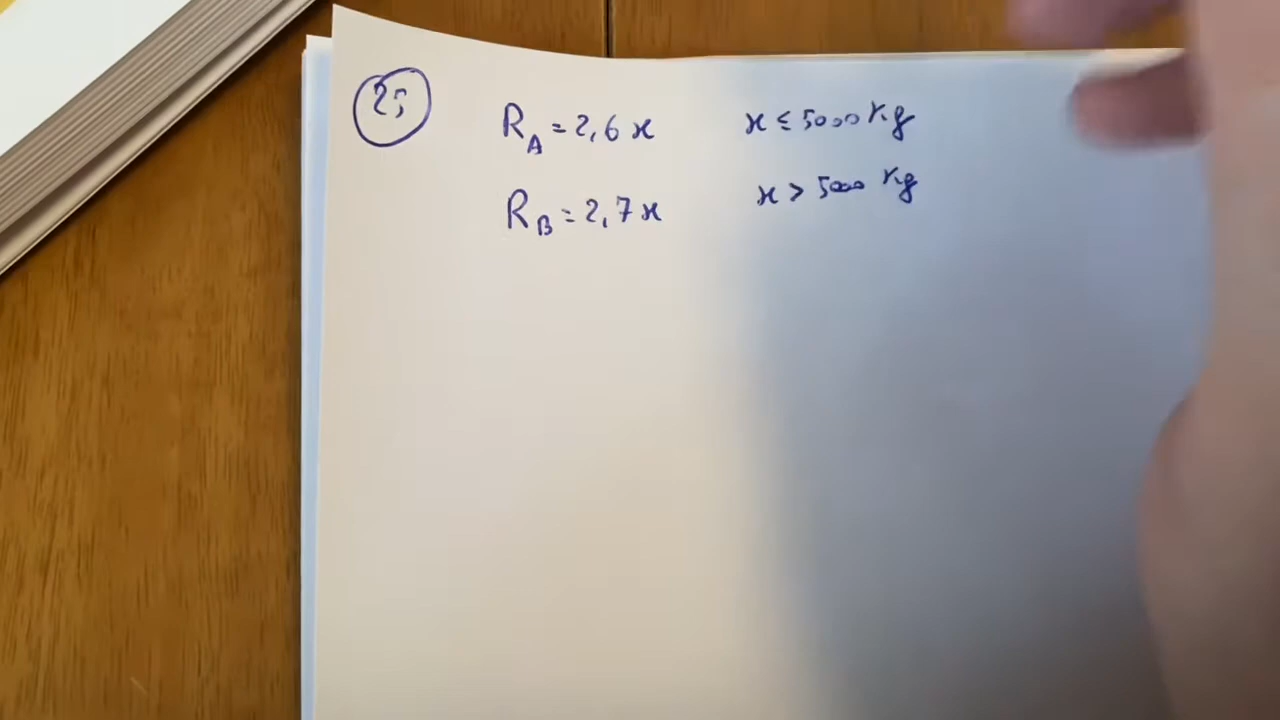 25
R_A = 2,6 x x ≤ 5000 kg
R_B = 2,7 x x > 5000 kg